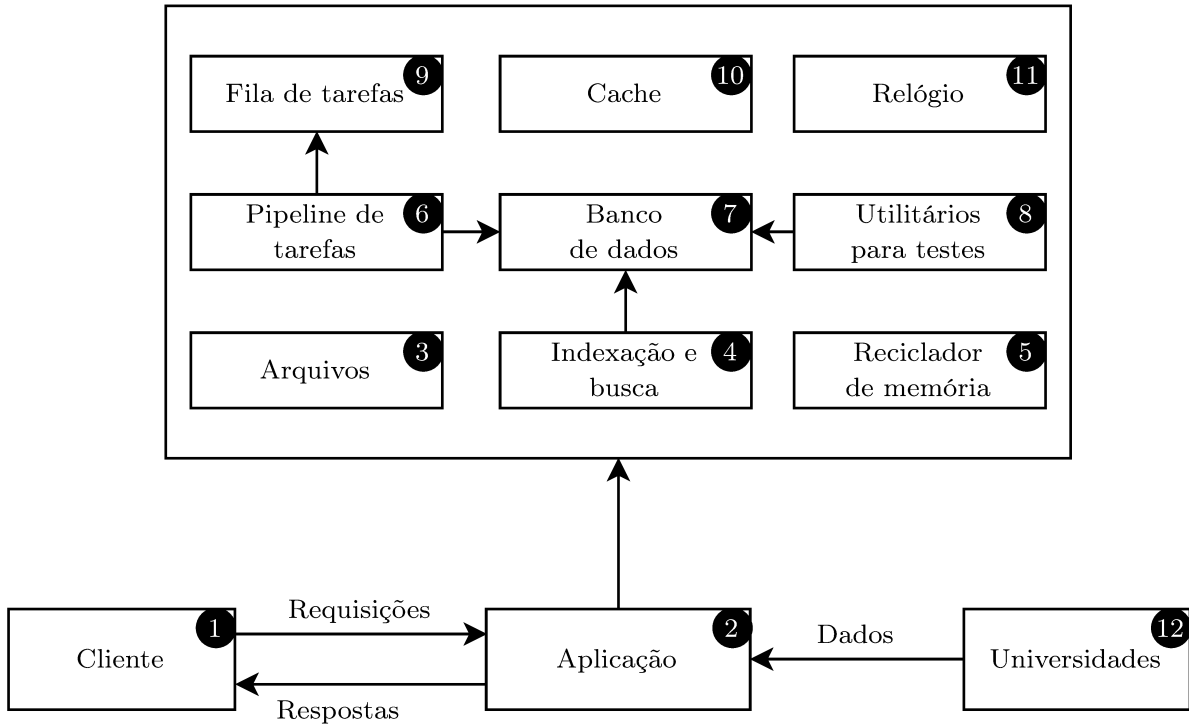 9
Fila de tarefas
10
Cache
11
Relógio
6
Pipeline de
tarefas
7
Banco
de dados
8
Utilitários
para testes
3
Arquivos
4
Indexação e
busca
5
Reciclador
de memória
1
Cliente
Requisições
Respostas
2
Aplicação
Dados
12
Universidades